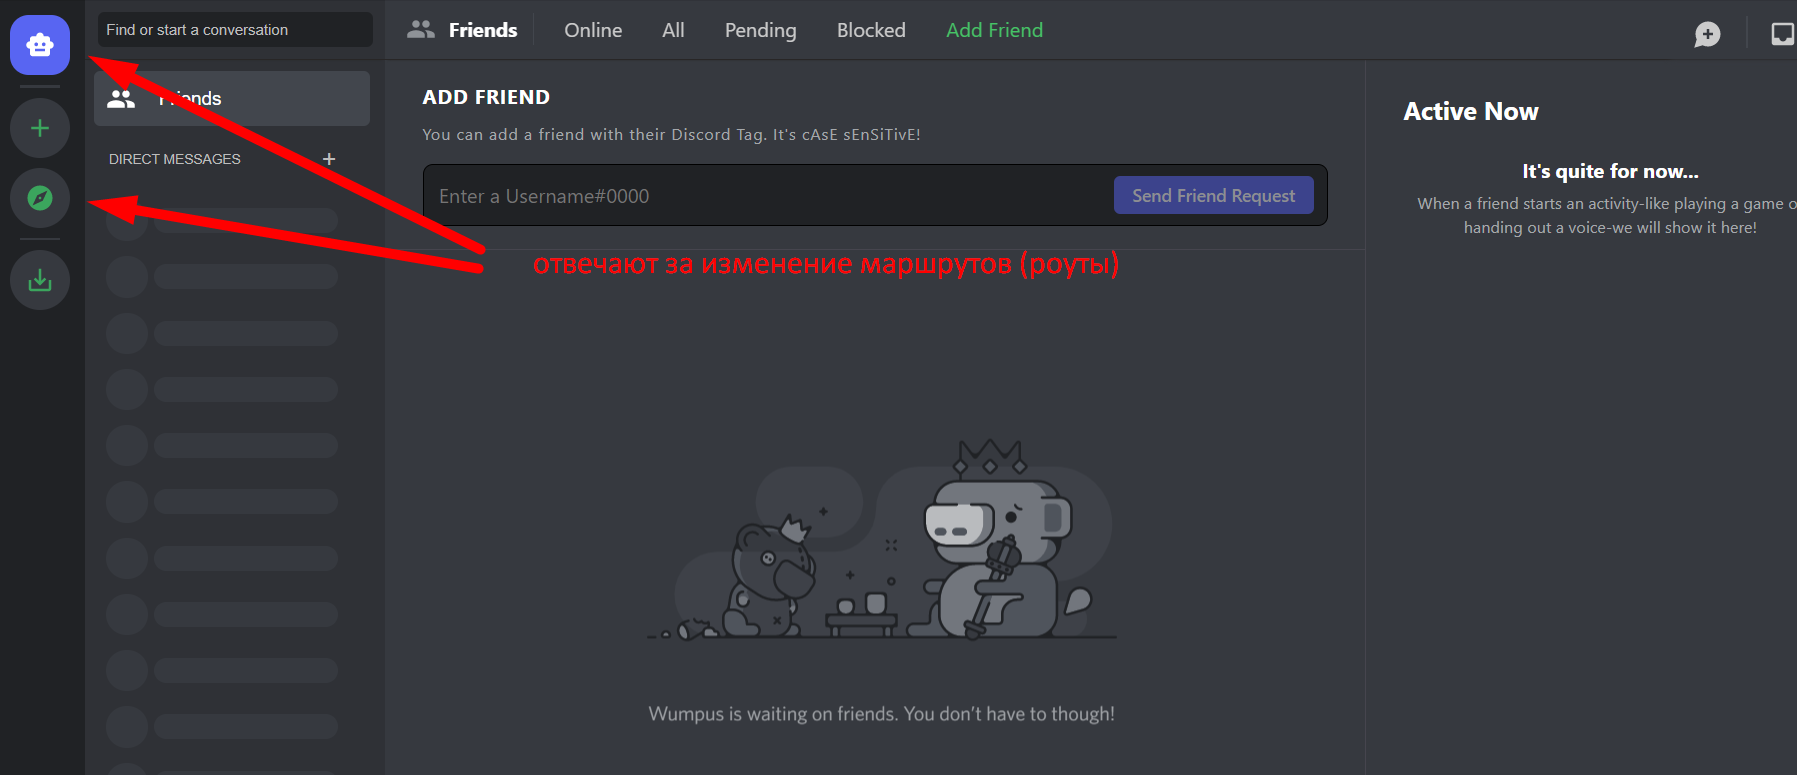 Find or start a conversation
Friends
Online
All
Pending
Blocked
Add Friend
Friends
DIRECT MESSAGES
ADD FRIEND
You can add a friend with their Discord Tag. It's cAsE sEnSiTivE!
Enter a Username#0000
Send Friend Request
отвечают за изменение маршрутов (роуты)
Wumpus is waiting on friends. You don't have to though!
Active Now
It's quite for now...
When a friend starts an activity-like playing a game o
handing out a voice-we will show it here!